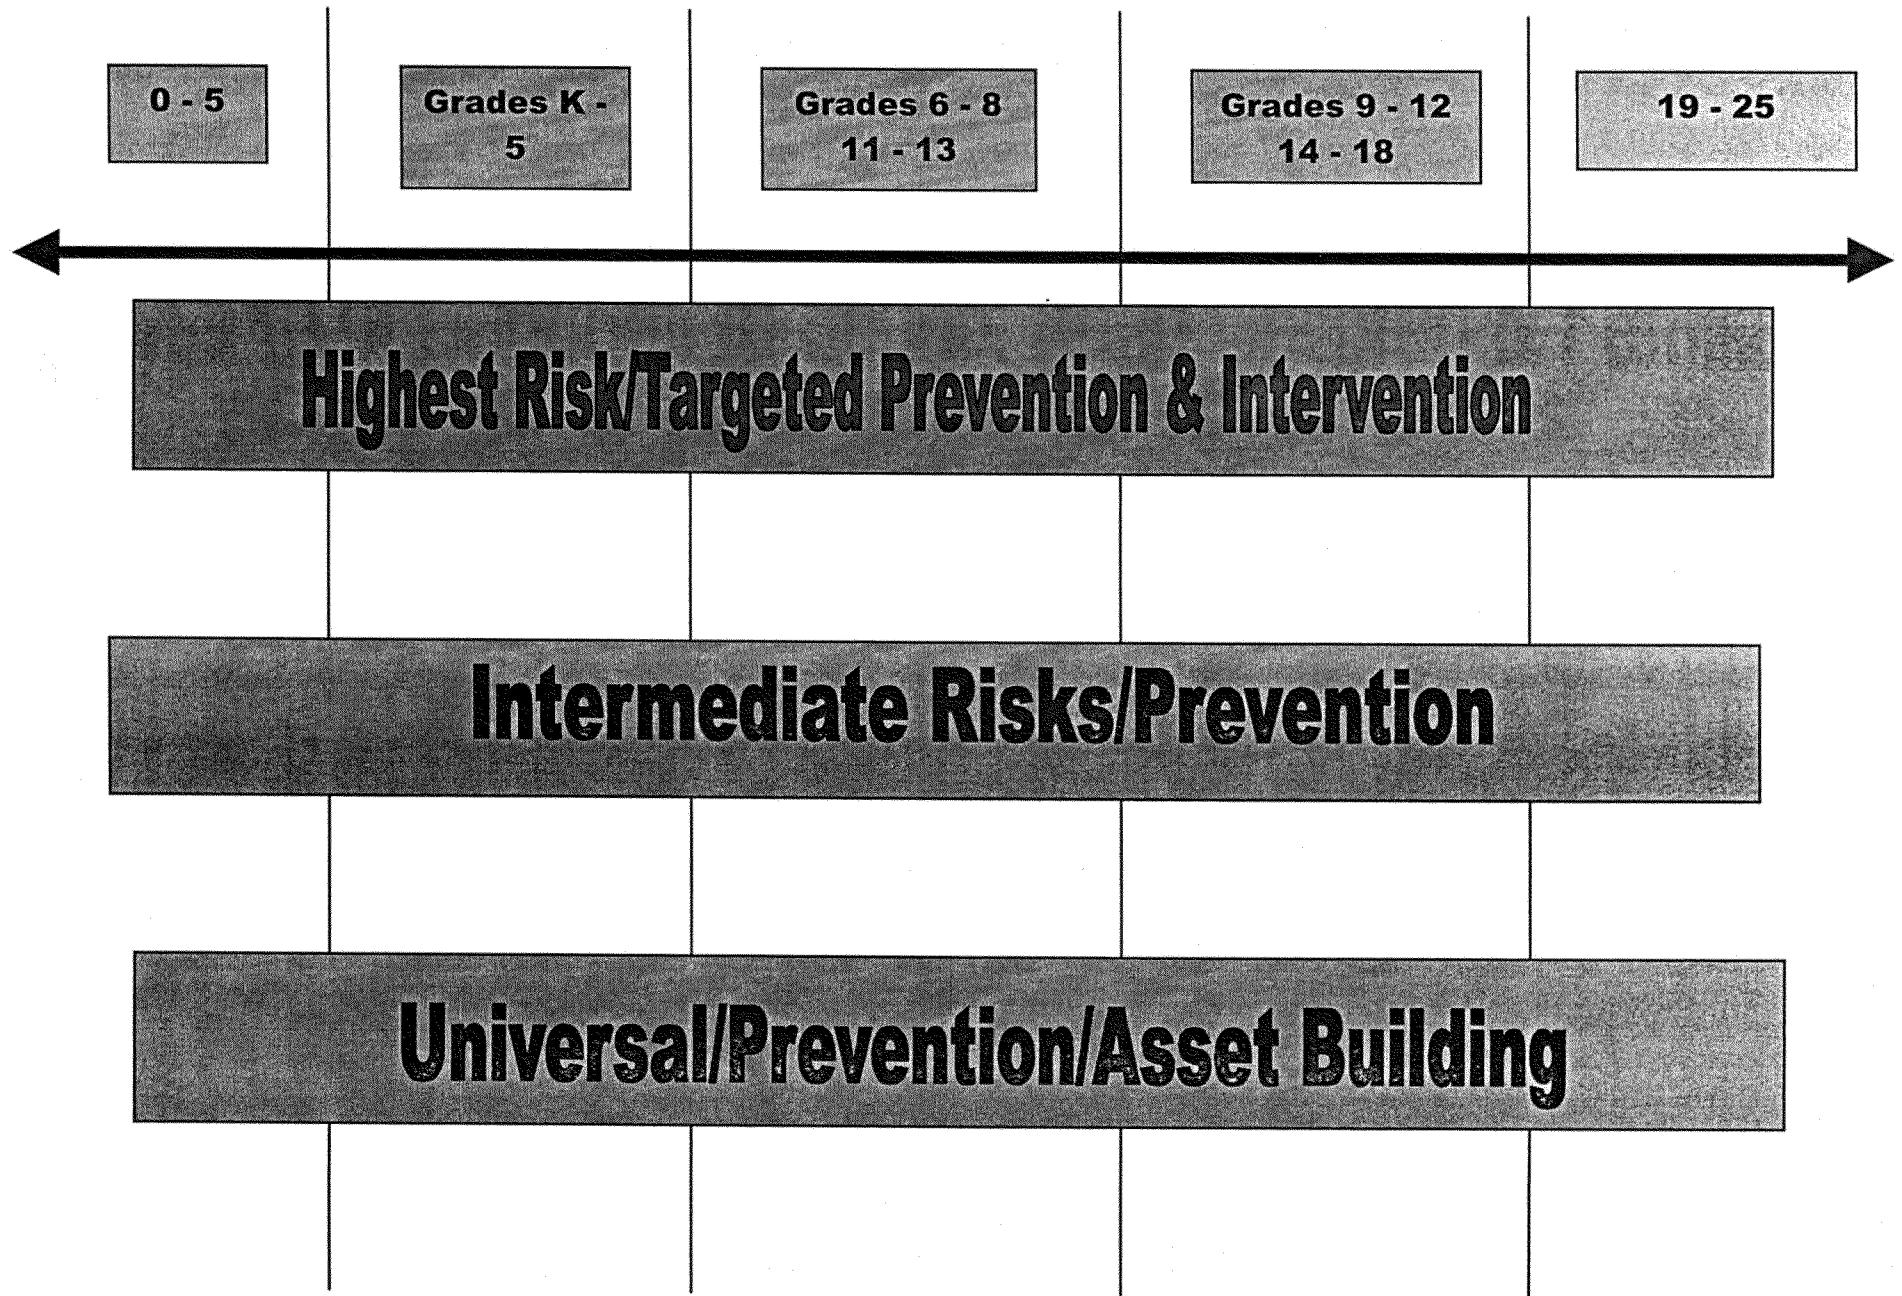 0 - 5
Grades K -
5
Grades 6 - 8
11 - 13
Grades 9 - 12
14 - 18
19 - 25
Highest Risk/Targeted Prevention & Intervention
Intermediate Risks/Prevention
Universal/Prevention/Asset Building